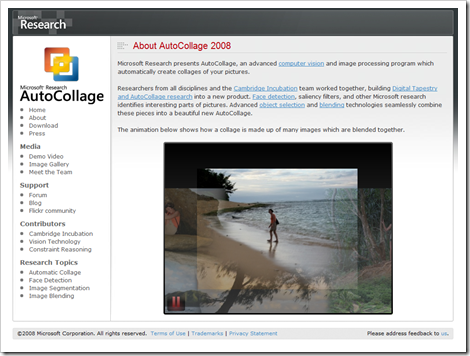 Microsoft
Research
About AutoCollage 2008
Microsoft Research
AutoCollage
Home
About
Download
Press
Media
Demo Video
Image Gallery
Meet the Team
Support
Forum
Blog
Flickr community
Contributors
Cambridge Incubation
Vision Technology
Constraint Reasoning
Research Topics
Automatic Collage
Face Detection
Image Segmentation
Image Blending
Microsoft Research presents AutoCollage, an advanced computer vision and image processing program which
automatically create collages of your pictures.
Researchers from all disciplines and the Cambridge Incubation team worked together, building Digital Tapestry
and AutoCollage research into a new product. Face detection, saliency filters, and other Microsoft research
identifies interesting parts of pictures. Advanced object selection and blending technologies seamlessly combine
these pieces into a beautiful new AutoCollage.
The animation below shows how a collage is made up of many images which are blended together.
©2008 Microsoft Corporation. All rights reserved. Terms of Use | Trademarks | Privacy Statement
Please address feedback to us.